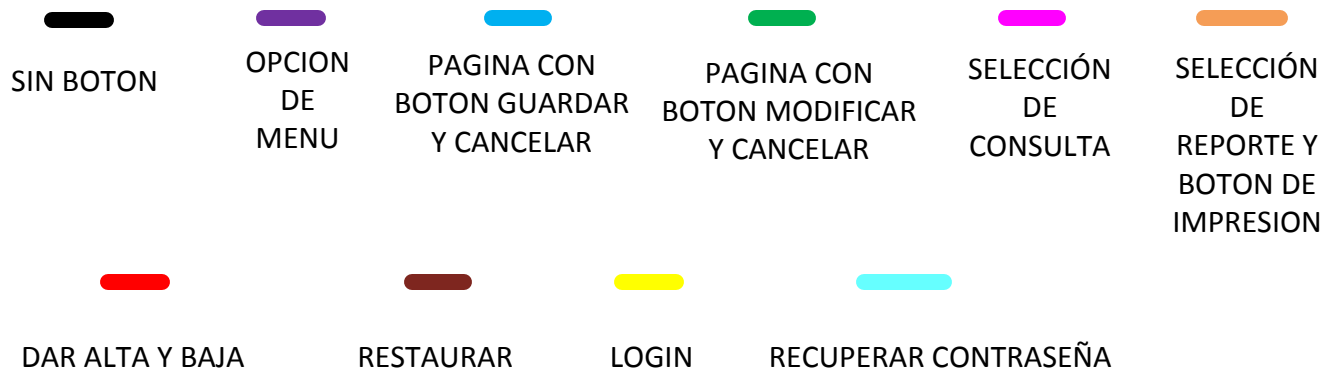 SIN BOTON
OPCION
DE
MENU
PAGINA CON
BOTON GUARDAR
Y CANCELAR
PAGINA CON
BOTON MODIFICAR
Y CANCELAR
SELECCIÓN
DE
CONSULTA
SELECCIÓN
DE
REPORTE Y
BOTON DE
IMPRESION
DAR ALTA Y BAJA
RESTAURAR
LOGIN
RECUPERAR CONTRASEÑA